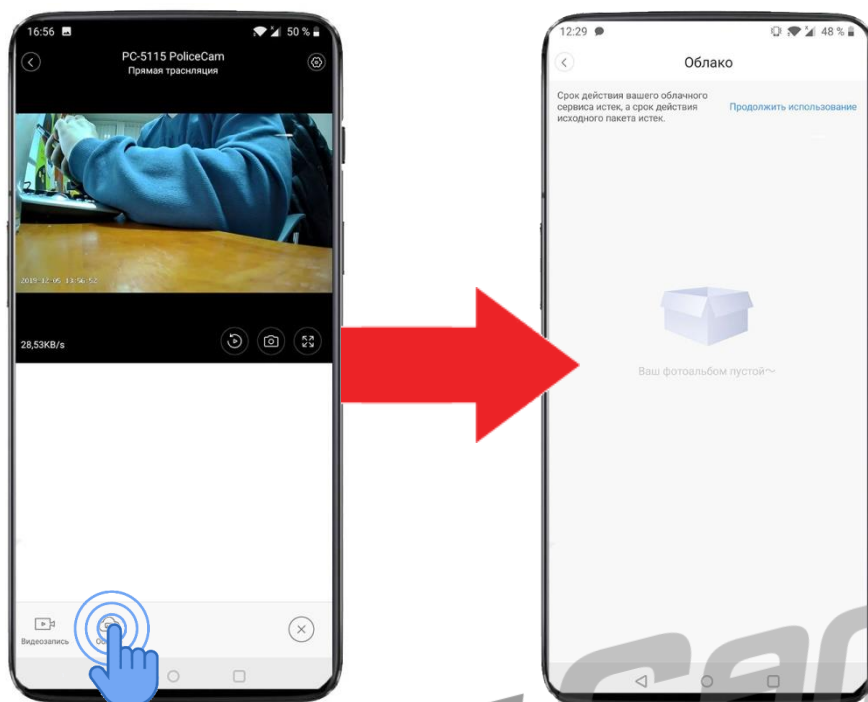 16:56
50 %
PC-5115 PoliceCam
Прямая трасняляция
2019-12-05 13:56:52
28,53KB/s
Видеозапись
12:29
48 %
Облако
Срок действия вашего облачного
сервиса истек, а срок действия
исходного пакета истек.
Продолжить использование
Ваш фотоальбом пустой~